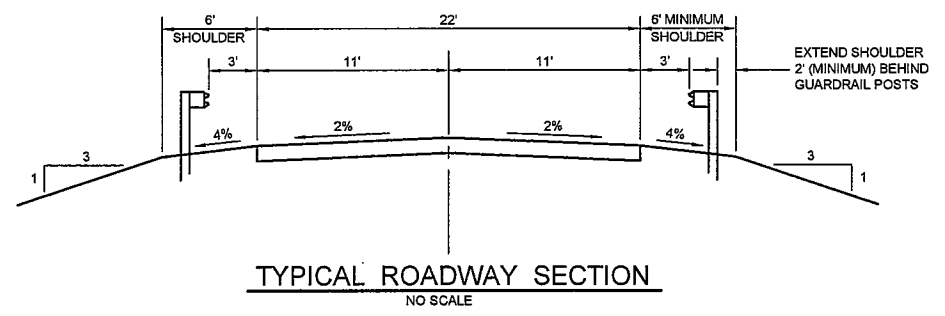 6'
SHOULDER
22'
6' MINIMUM
SHOULDER
3'
11'
11'
3'
EXTEND SHOULDER
2' (MINIMUM) BEHIND
GUARDRAIL POSTS
4%
2%
2%
4%
3
1
3
1
TYPICAL ROADWAY SECTION
NO SCALE